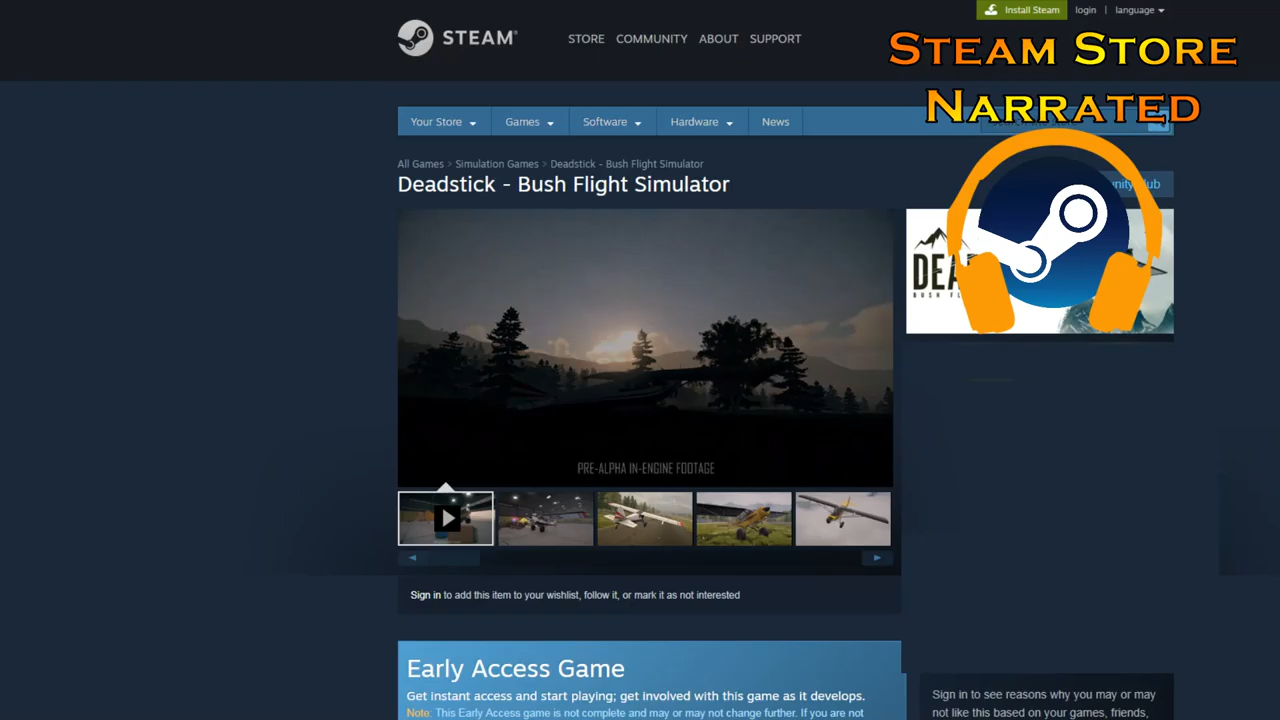 Install Steam login | language
STEAM® STORE COMMUNITY ABOUT SUPPORT
STEAM STORE
NARRATED
Your Store Games Software Hardware News
All Games > Simulation Games > Deadstick - Bush Flight Simulator
Deadstick - Bush Flight Simulator
DEA
BUSH FL
PRE-ALPHA IN-ENGINE FOOTAGE
Sign in to add this item to your wishlist, follow it, or mark it as not interested
Early Access Game
Get instant access and start playing; get involved with this game as it develops.
Note: This Early Access game is not complete and may or may not change further. If you are not
Sign in to see reasons why you may or may
not like this based on your games, friends,